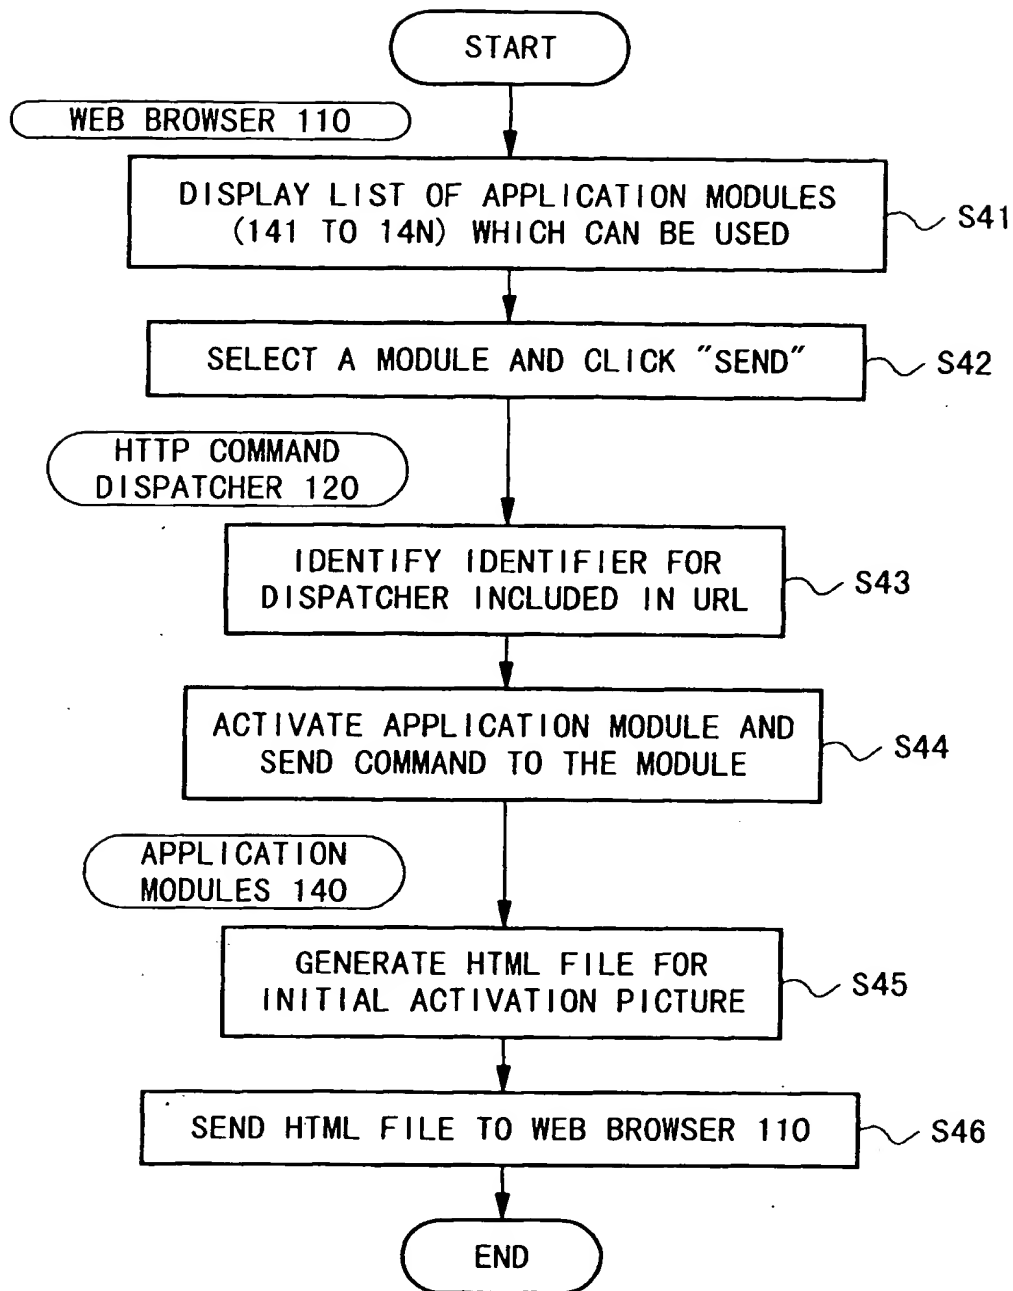 START
WEB BROWSER 110
DISPLAY LIST OF APPLICATION MODULES
(141 TO 14N) WHICH CAN BE USED
S41
SELECT A MODULE AND CLICK "SEND"
S42
HTTP COMMAND
DISPATCHER 120
IDENTIFY IDENTIFIER FOR
DISPATCHER INCLUDED IN URL
S43
ACTIVATE APPLICATION MODULE AND
SEND COMMAND TO THE MODULE
S44
APPLICATION
MODULES 140
GENERATE HTML FILE FOR
INITIAL ACTIVATION PICTURE
S45
SEND HTML FILE TO WEB BROWSER 110
S46
END